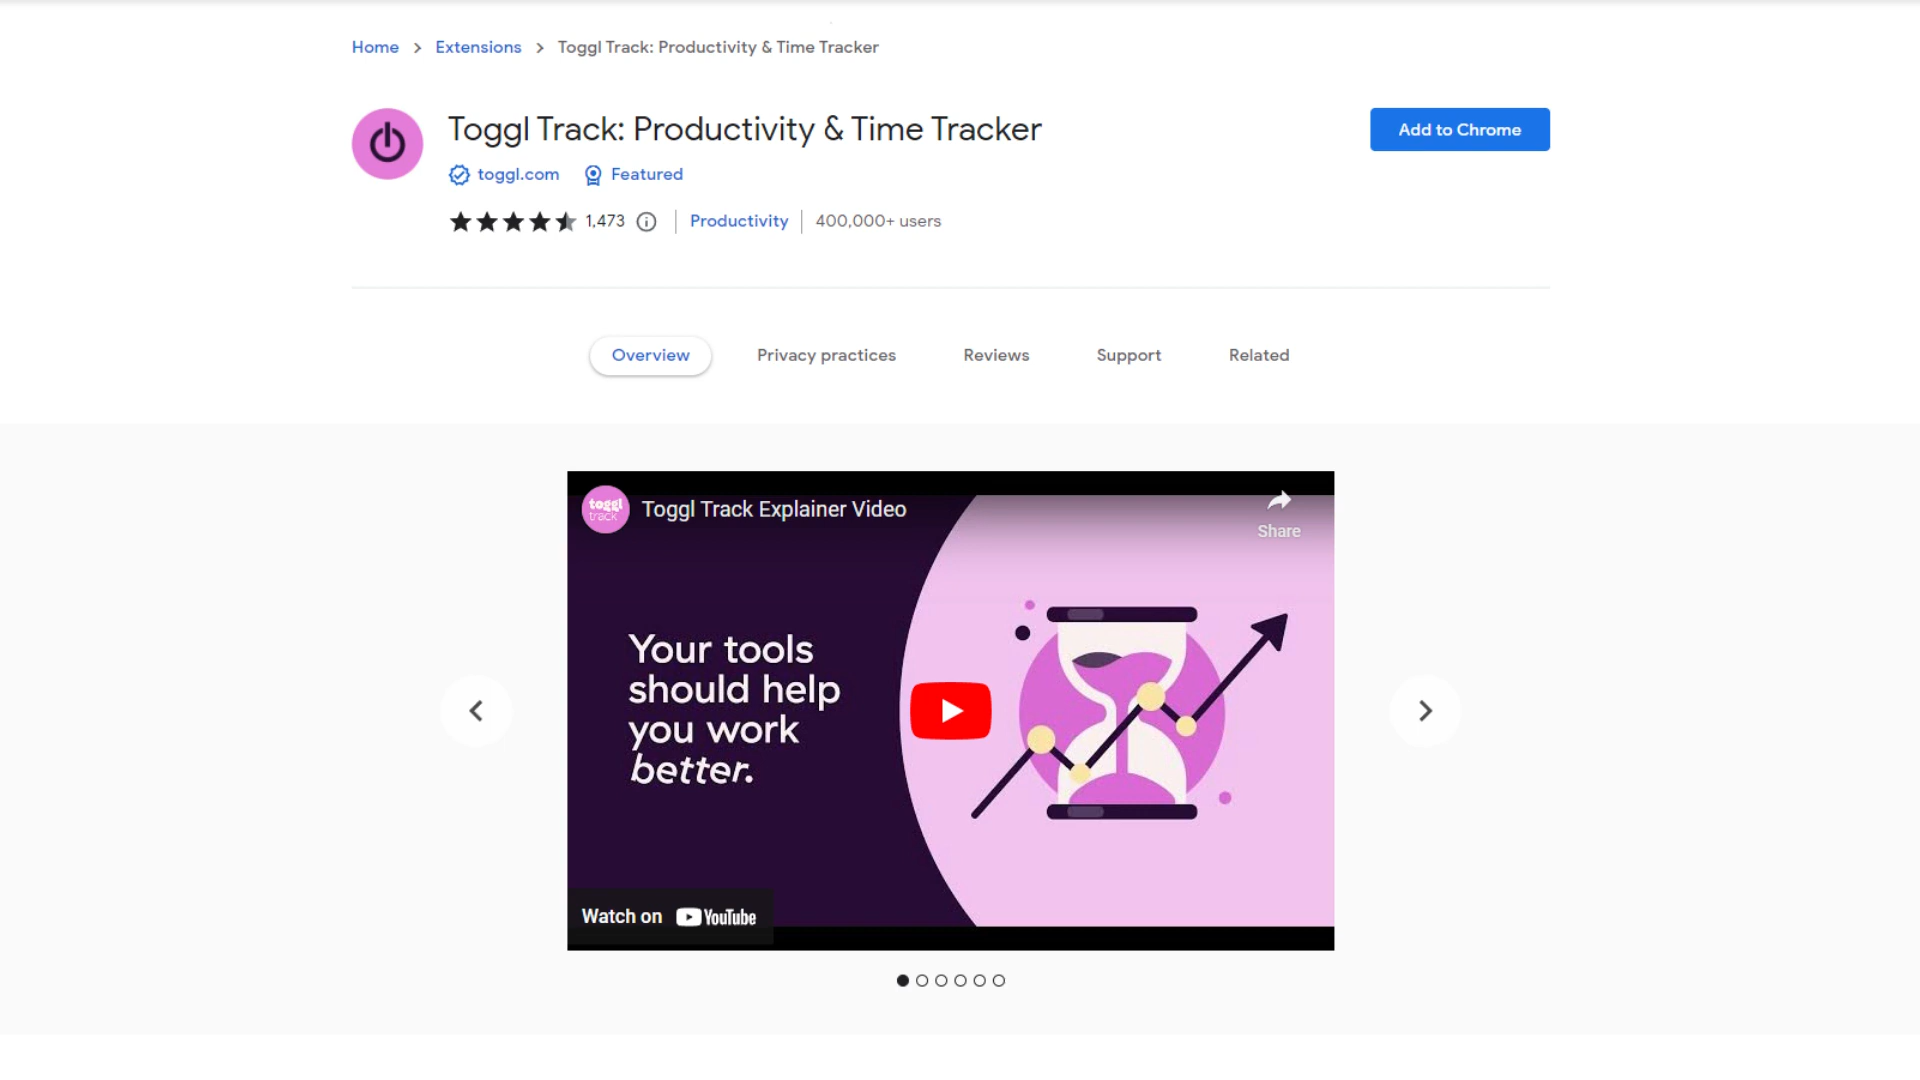 Home > Extensions > Toggl Track: Productivity & Time Tracker
Toggl Track: Productivity & Time Tracker
Add to Chrome
toggl.com Featured
1,473 Productivity 400,000+ users
Overview Privacy practices Reviews Support Related
toggl
track
Toggl Track Explainer Video
Share
Your tools
should help
you work
better.
Watch on YouTube